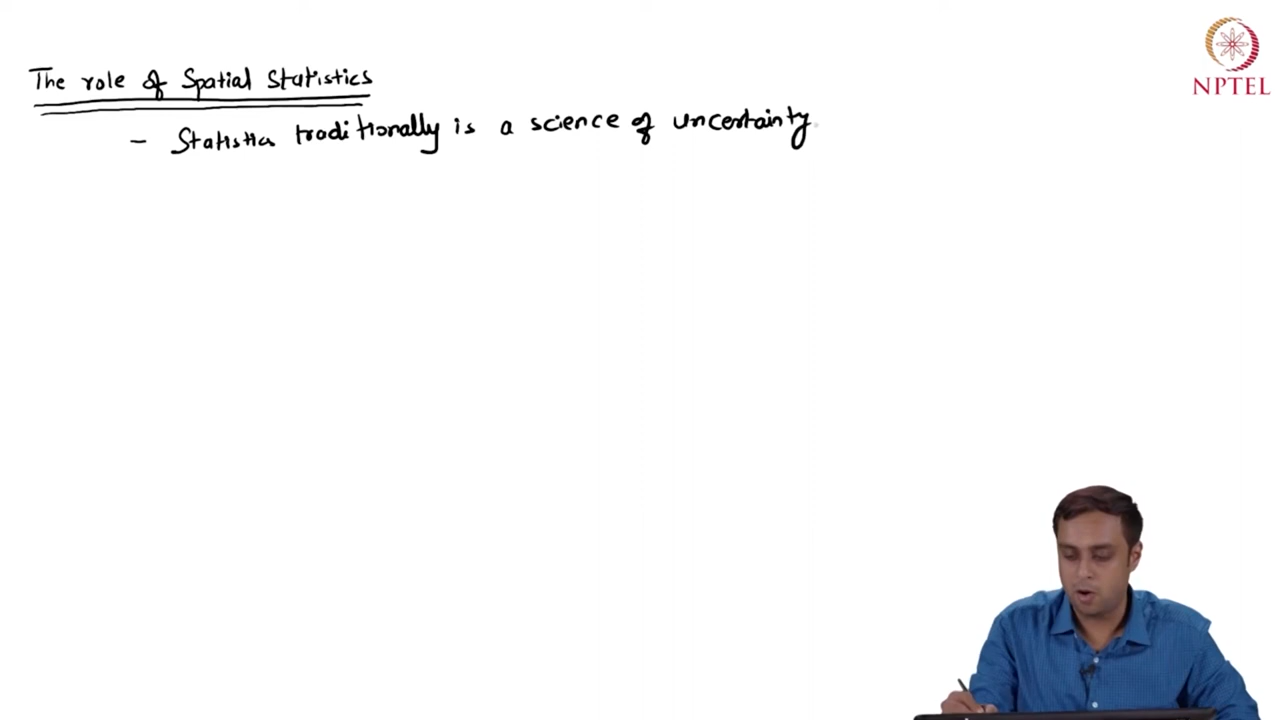 NPTEL
The role of Spatial Statistics
- Statistics traditionally is a science of uncertainty